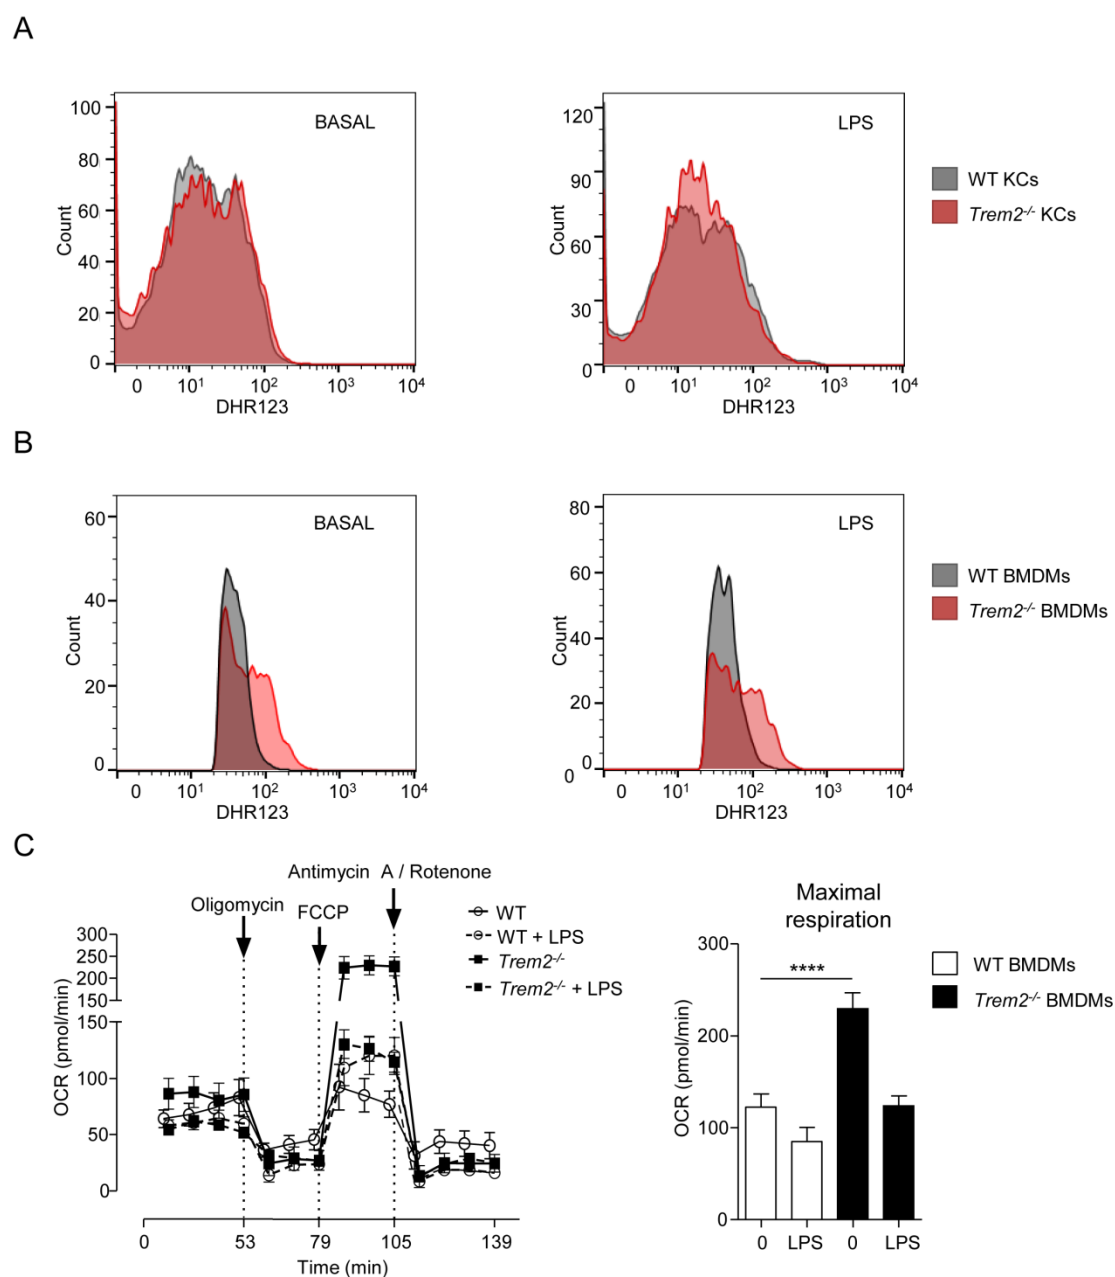 A
BASAL
LPS
100
80
60
40
20
0
Count
0 10¹ 10² 10³ 10⁴
DHR123
120
90
60
30
0
Count
0 10¹ 10² 10³ 10⁴
DHR123
WT KCs
Trem2-/- KCs
B
BASAL
LPS
60
40
20
0
Count
0 10¹ 10² 10³ 10⁴
DHR123
80
60
40
20
0
Count
0 10¹ 10² 10³ 10⁴
DHR123
WT BMDMs
Trem2-/- BMDMs
C
Antimycin A / Rotenone
Oligomycin
FCCP
WT
WT + LPS
Trem2-/-
Trem2-/- + LPS
300
250
200
150
150
100
50
0
OCR (pmol/min)
0 53 79 105 139
Time (min)
Maximal
respiration
300
200
100
0
OCR (pmol/min)
****
0 LPS 0 LPS
WT BMDMs
Trem2-/- BMDMs